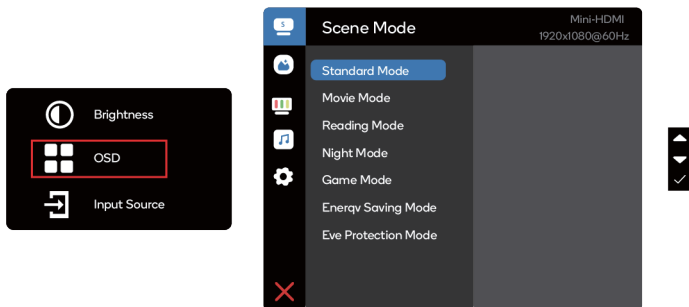 Brightness
OSD
Input Source
S
Scene Mode
Mini-HDMI
1920x1080@60Hz
Standard Mode
Movie Mode
Reading Mode
Night Mode
Game Mode
Energv Saving Mode
Eve Protection Mode